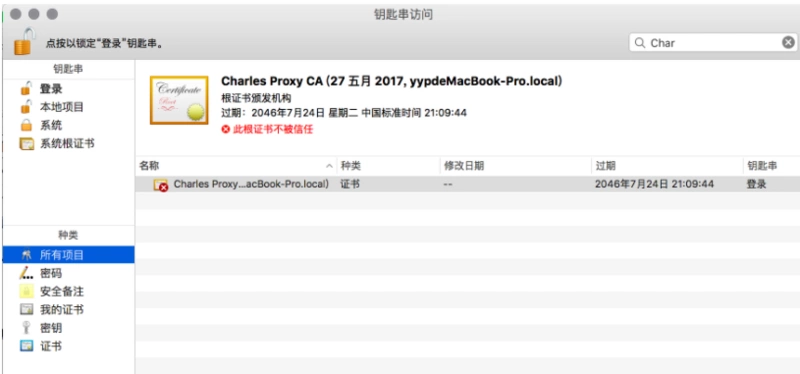 钥匙串访问
点按以锁定“登录”钥匙串。
Char
钥匙串
登录
本地项目
系统
系统根证书
种类
所有项目
密码
安全备注
我的证书
密钥
证书
Certificate
Root
Charles Proxy CA (27 五月 2017, yypdeMacBook-Pro.local)
根证书颁发机构
过期：2046年7月24日 星期二 中国标准时间 21:09:44
此根证书不被信任
名称 种类 修改日期 过期 钥匙串
Charles Proxy...acBook-Pro.local) 证书 -- 2046年7月24日 21:09:44 登录